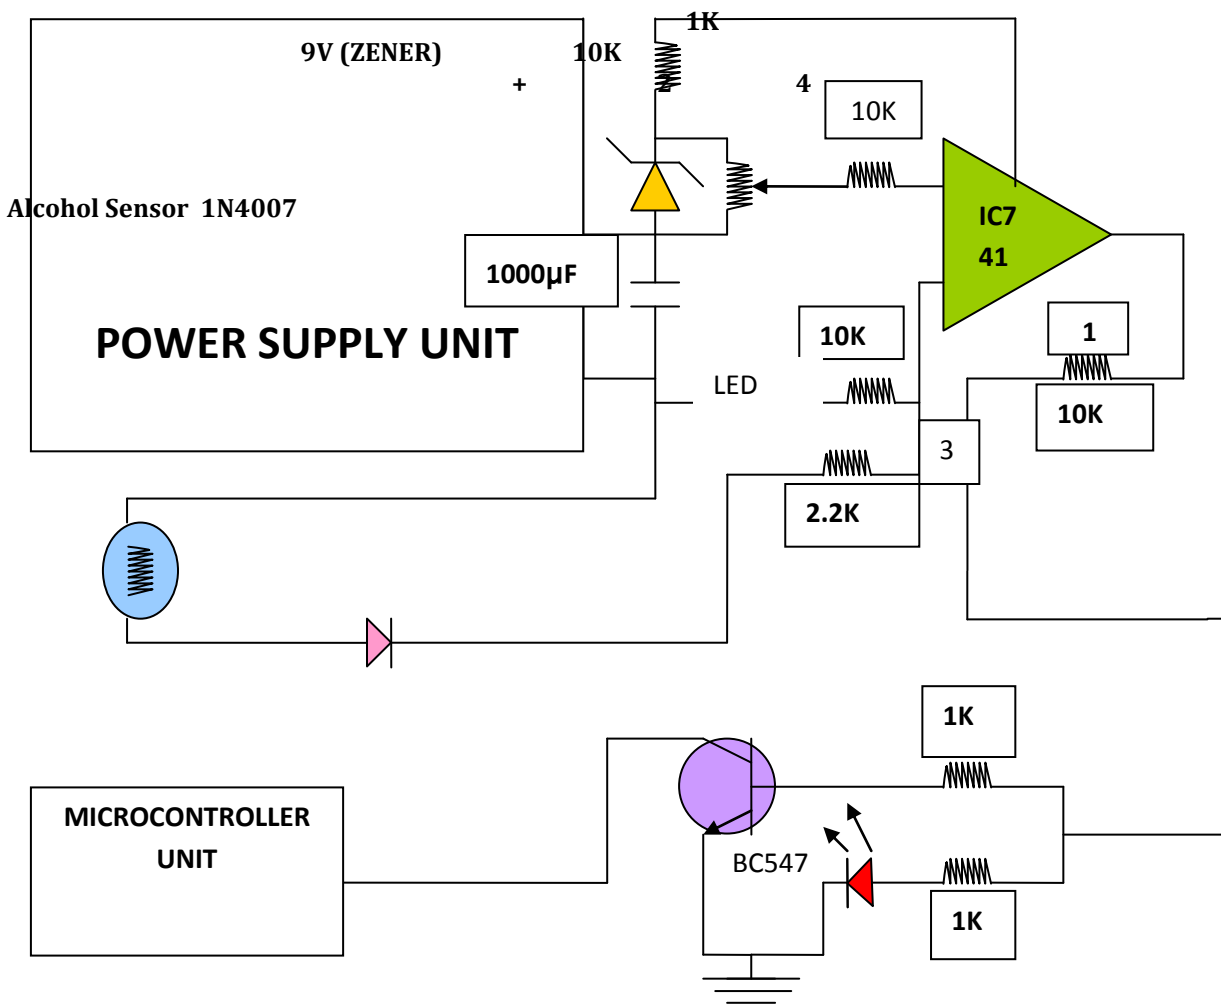 1K
9V (ZENER)
10K
+
2
4
10K
Alcohol Sensor 1N4007
IC7
41
1000µF
POWER SUPPLY UNIT
10K
1
LED
10K
3
2.2K
1K
MICROCONTROLLER
UNIT
BC547
1K